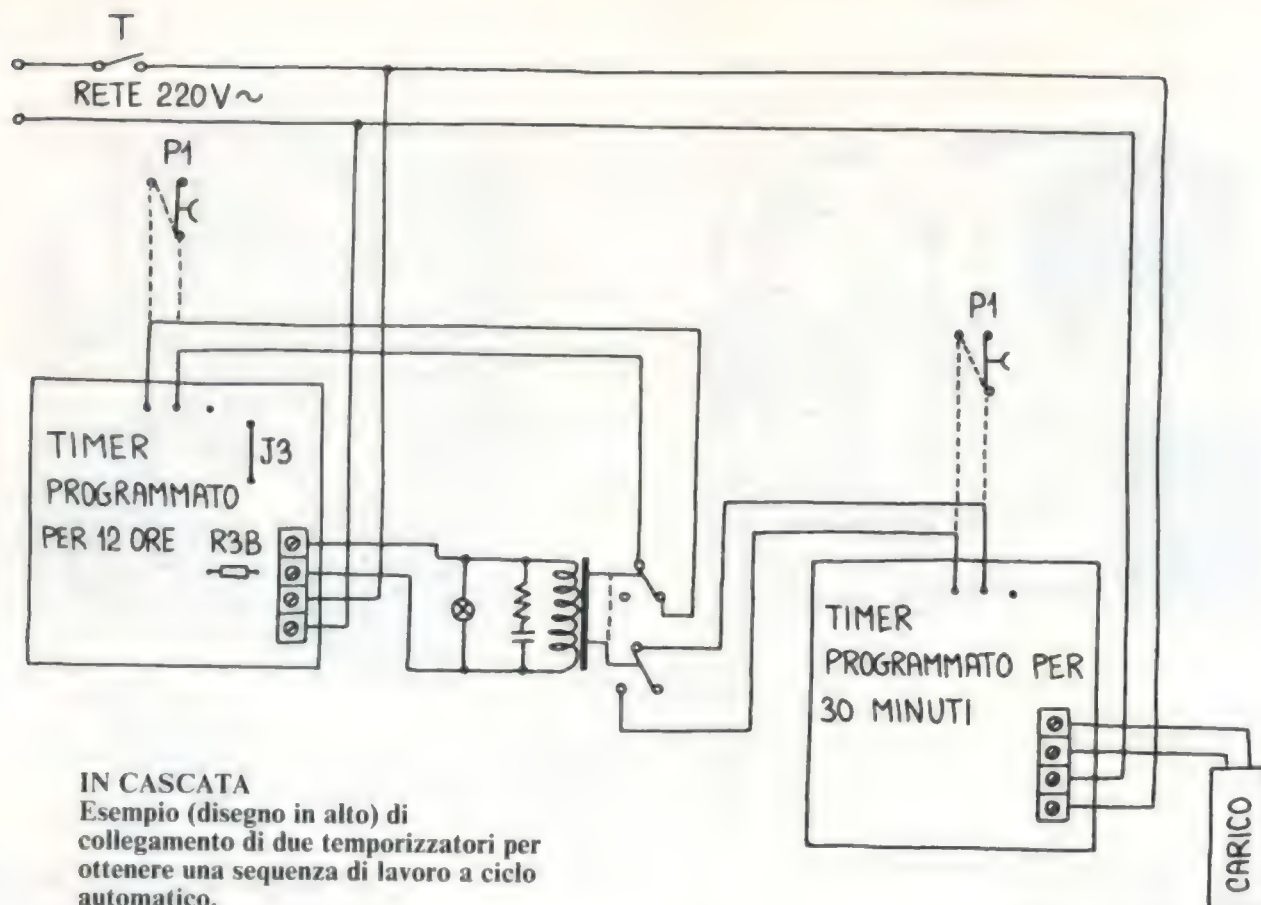 T
RETE 220V~
P1
P1
TIMER
J3
PROGRAMMATO
PER 12 ORE R3B
TIMER
PROGRAMMATO PER
30 MINUTI
CARICO
IN CASCATA
Esempio (disegno in alto) di
collegamento di due temporizzatori per
ottenere una sequenza di lavoro a ciclo
automatico.